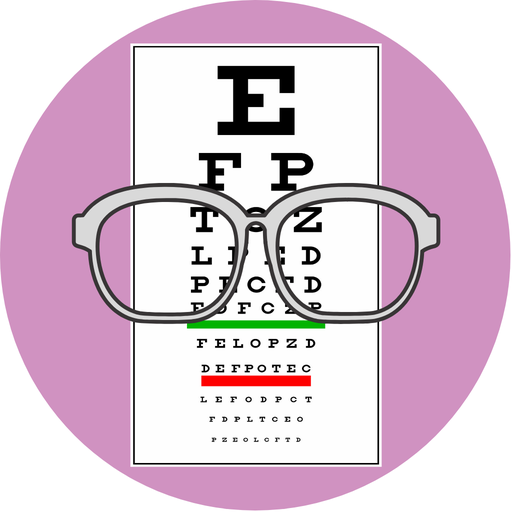 E
F P
T O Z
L P E D
P E C F D
E D F C Z P
F E L O P Z D
D E F P O T E C
L E F O D P C T
F D P L T C E O
P Z E O L C F T D